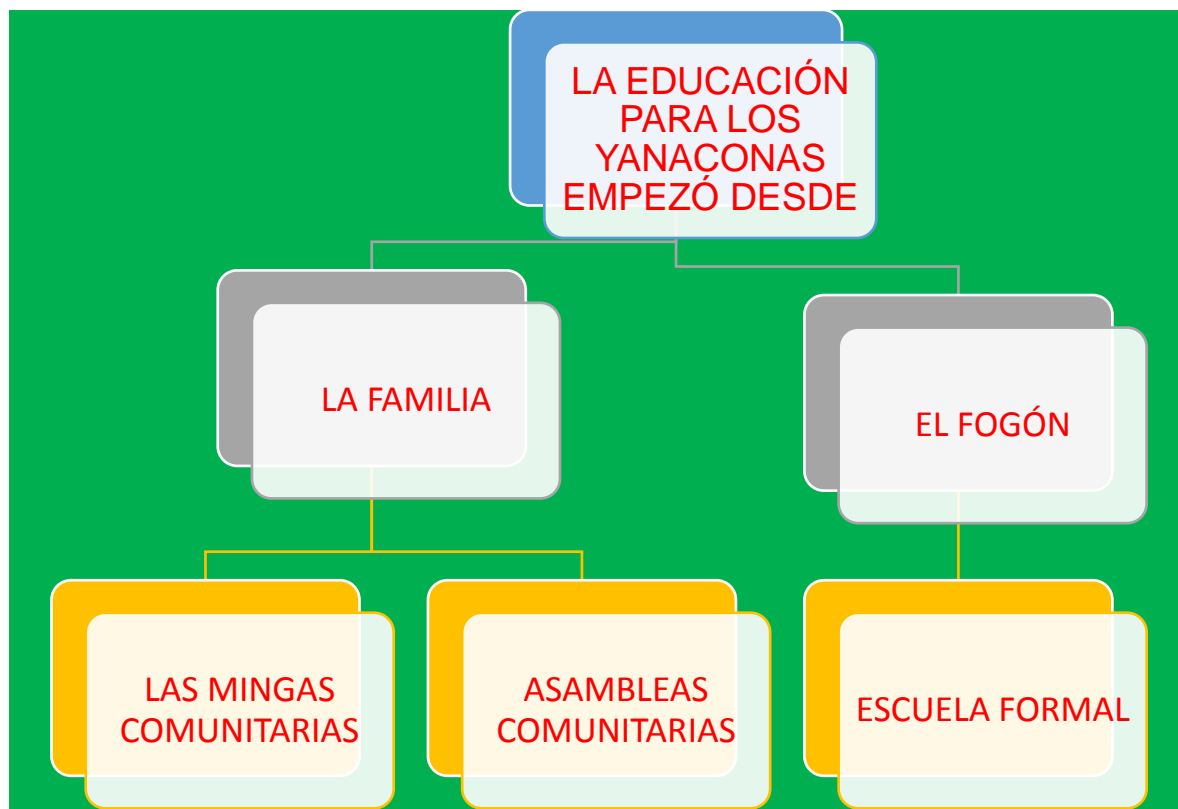 LA EDUCACIÓN
PARA LOS
YANACONAS
EMPEZÓ DESDE
LA FAMILIA
EL FOGÓN
LAS MINGAS
COMUNITARIAS
ASAMBLEAS
COMUNITARIAS
ESCUELA FORMAL